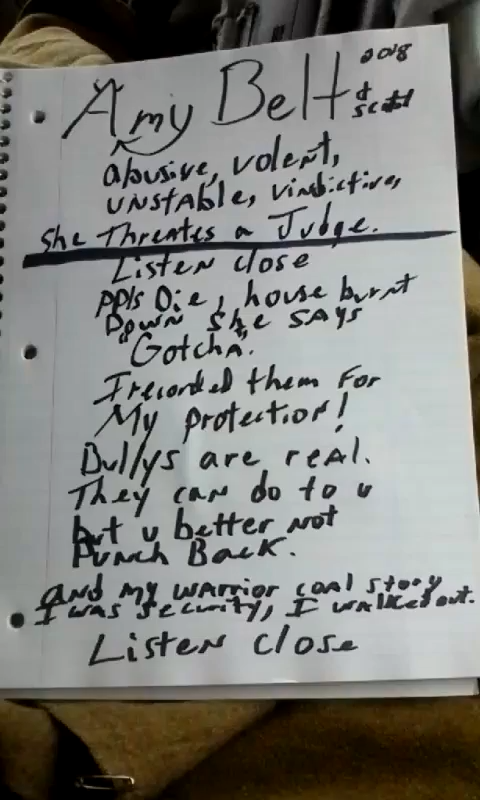 2018
Amy Belt
& Scott
abusive, volent,
UNSTABLE, vindictive,
She Threates a Judge.
Listen close
ppls Die, house burnt
Down she says
"Gotcha".
I recorded them For
My protection!
Bullys are real.
They can do to u
but u better not
Punch Back.
and my warrior coal story
I was security, I walked out.
Listen close